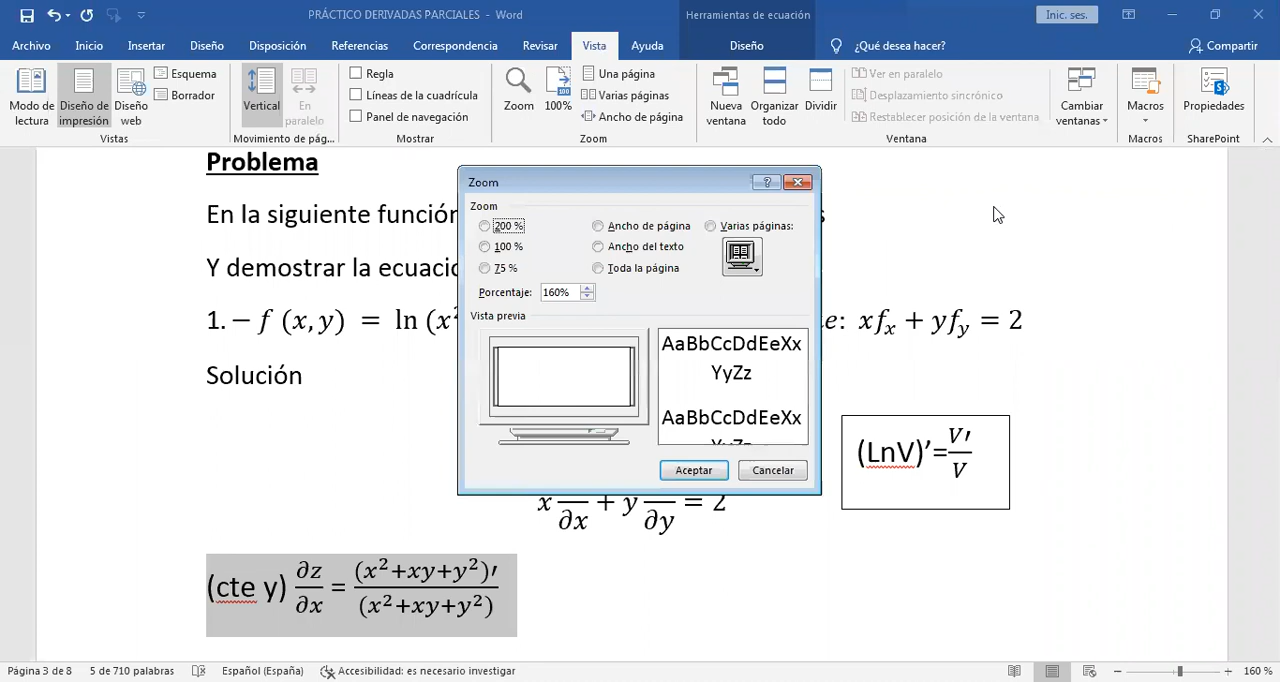 PRÁCTICO DERIVADAS PARCIALES - Word
Herramientas de ecuación
Inic. ses.
Archivo Inicio Insertar Diseño Disposición Referencias Correspondencia Revisar Vista Ayuda Diseño ¿Qué desea hacer? Compartir
Modo de lectura
Diseño de impresión
Diseño web
Esquema
Borrador
Vistas
Vertical
En paralelo
Movimiento de pág...
Regla
Líneas de la cuadrícula
Panel de navegación
Mostrar
Zoom
100%
Una página
Varias páginas
Ancho de página
Zoom
Nueva ventana
Organizar todo
Dividir
Ver en paralelo
Desplazamiento sincrónico
Restablecer posición de la ventana
Ventana
Cambiar ventanas
Macros
Macros
Propiedades
SharePoint
Problema
En la siguiente función
Y demostrar la ecuaci
1. − f (x, y) = ln (x² : xfₓ + yf_y = 2
Solución
Zoom
Zoom
200 %
100 %
75 %
Ancho de página
Ancho del texto
Toda la página
Varias páginas:
Porcentaje: 160%
Vista previa
AaBbCcDdEeXx
YyZz
AaBbCcDdEeXx
YyZz
Aceptar
Cancelar
(LnV)'=V′/V
x ∂x + y ∂y = 2
(cte y) ∂z/∂x = (x²+xy+y²)′/(x²+xy+y²)
Página 3 de 8 5 de 710 palabras Español (España) Accesibilidad: es necesario investigar 160 %